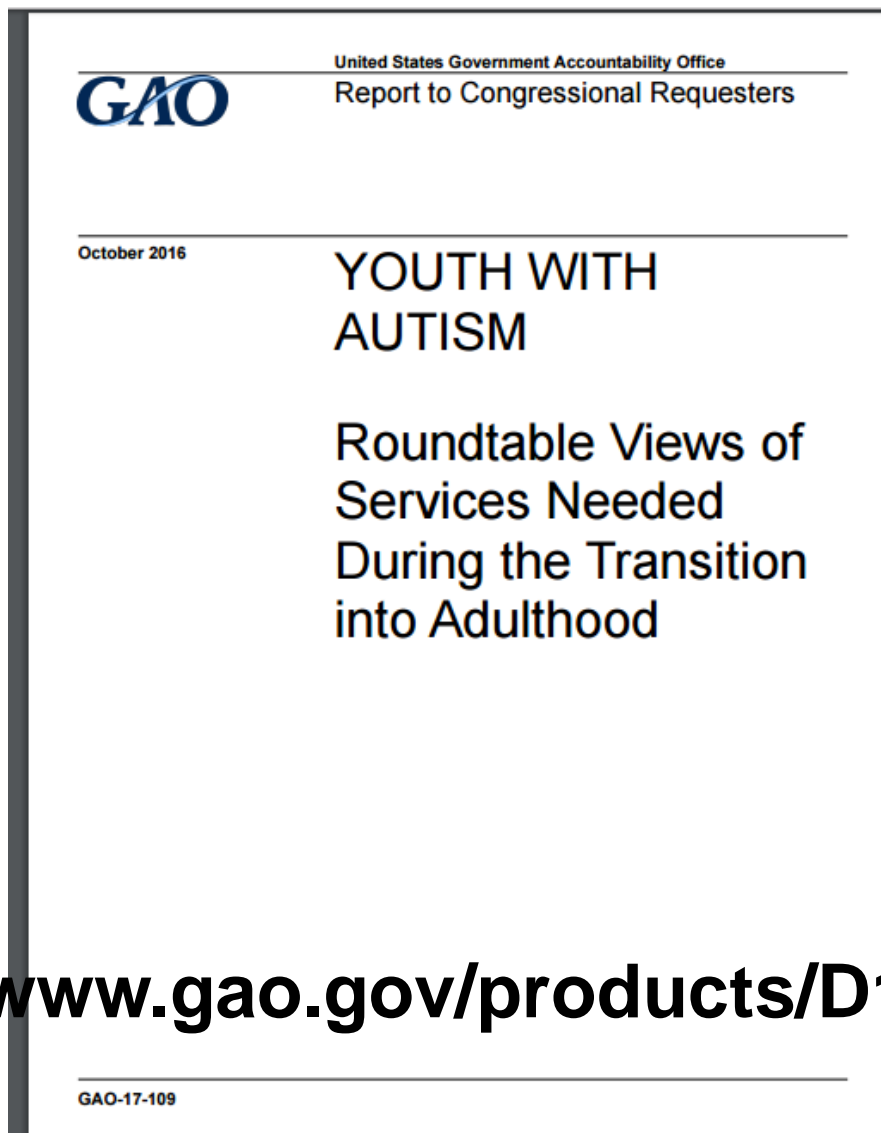 United States Government Accountability Office
GAO
Report to Congressional Requesters
October 2016
YOUTH WITH
AUTISM
Roundtable Views of
Services Needed
During the Transition
into Adulthood
www.gao.gov/products/D1
GAO-17-109